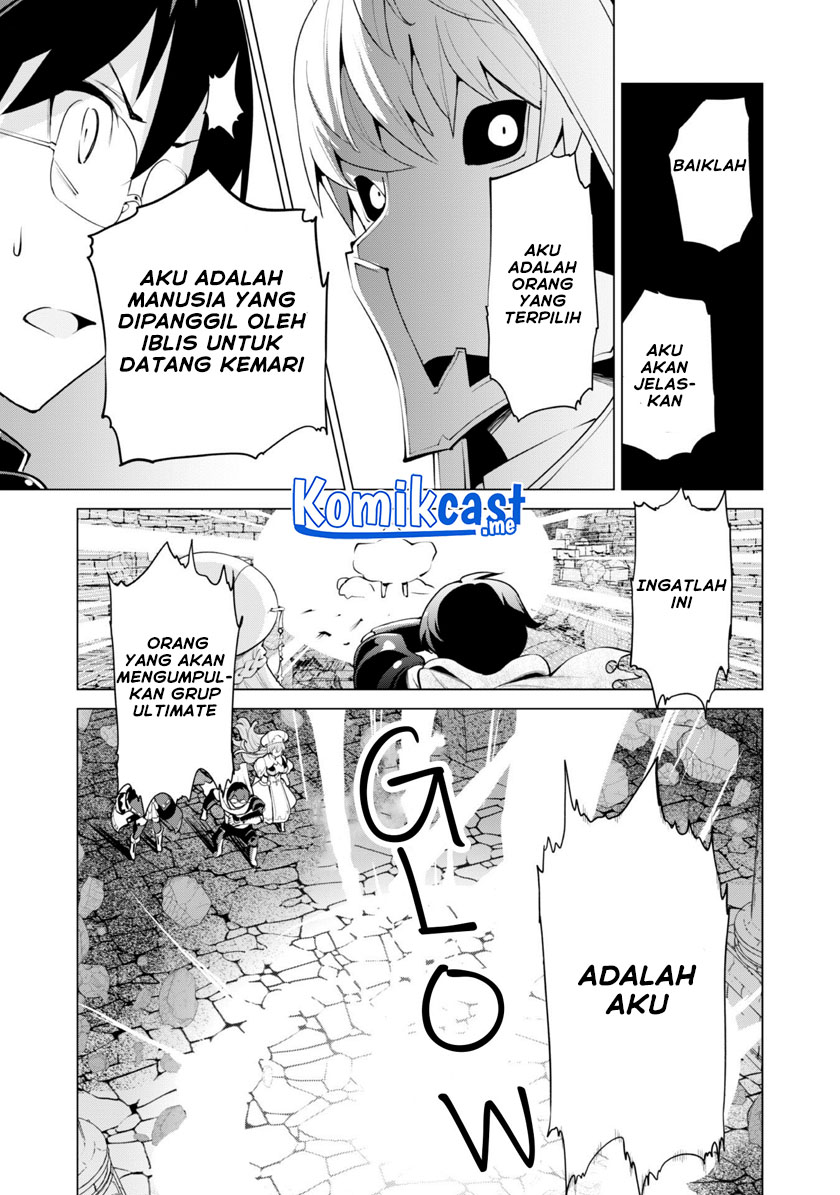 BAIKLAH
AKU
AKAN
JELAS-
KAN
AKU
ADALAH
ORANG
YANG
TERPILIH
AKU ADALAH
MANUSIA YANG
DIPANGGIL OLEH
IBLIS UNTUK
DATANG KEMARI
Komikcast
.me
INGATLAH
INI
ORANG
YANG AKAN
MENGUMPUL-
KAN GRUP
ULTIMATE
GLOW
ADALAH
AKU